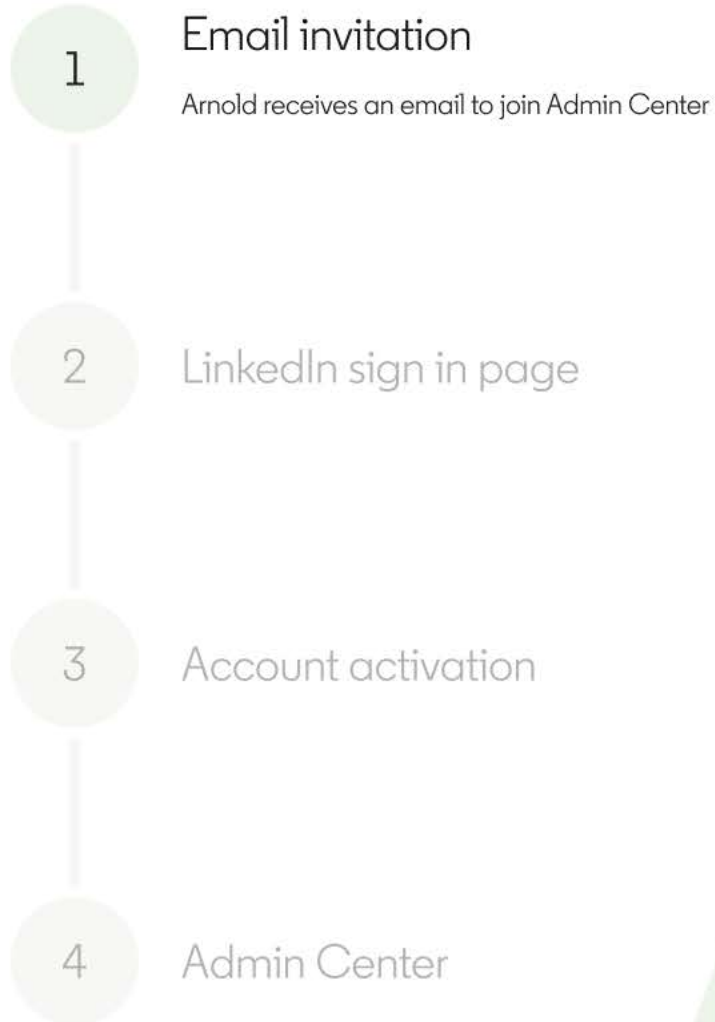 1
Email invitation
Arnold receives an email to join Admin Center
2
LinkedIn sign in page
3
Account activation
4
Admin Center